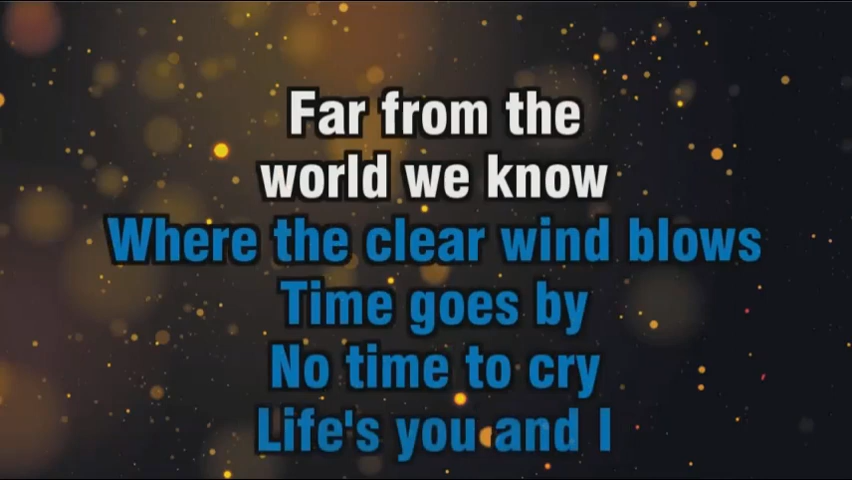 Far from the
world we know
Where the clear wind blows
Time goes by
No time to cry
Life's you and I